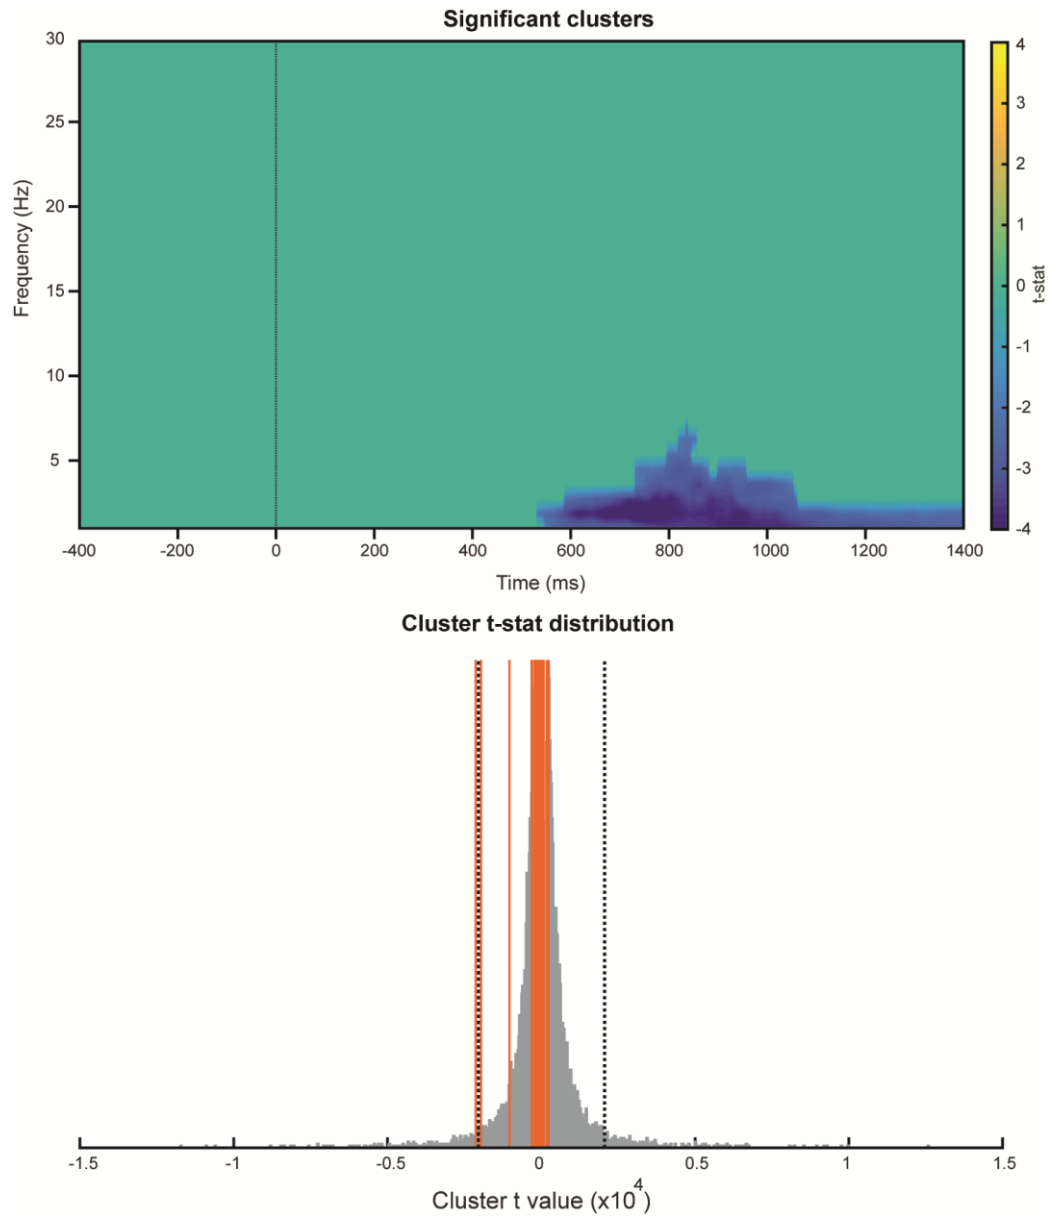 Significant clusters
30
25
20
15
10
5
Frequency (Hz)
-400 -200 0 200 400 600 800 1000 1200 1400
Time (ms)
4
3
2
1
0
-1
-2
-3
-4
t-stat
Cluster t-stat distribution
-1.5 -1 -0.5 0 0.5 1 1.5
Cluster t value (x10^4)